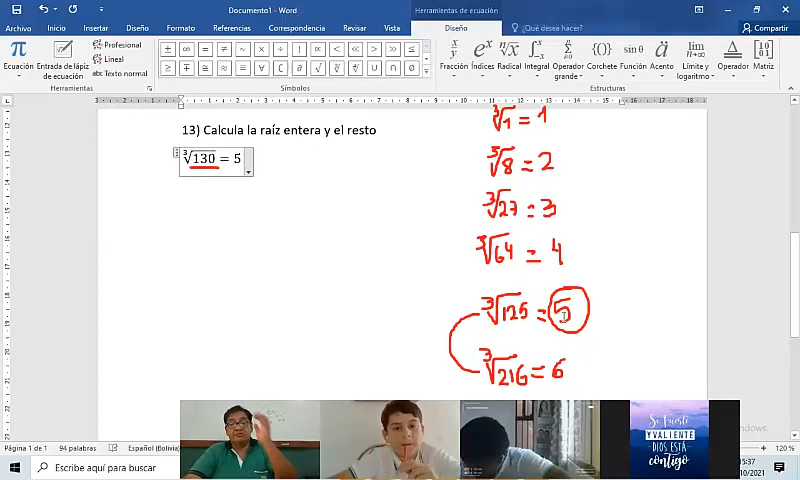 Documento1 - Word
Herramientas de ecuación
Archivo Inicio Insertar Diseño Formato Referencias Correspondencia Revisar Vista Diseño ¿Qué desea hacer? Compartir
Ecuación Entrada de lápiz de ecuación
Profesional
Lineal
abc Texto normal
Fracción Índices Radical Integral Operador grande Corchete Función Acento Límite y logaritmo Operador Matriz
Herramientas Símbolos Estructuras
13) Calcula la raíz entera y el resto
∛130 = 5
∛1 = 1
∛8 = 2
∛27 = 3
∛64 = 4
∛125 = 5
∛216 = 6
Se Fuerte
Y VALIENTE
DIOS ESTÁ
contigo
Página 1 de 1 94 palabras Español (Bolivia) 120 %
Escribe aquí para buscar